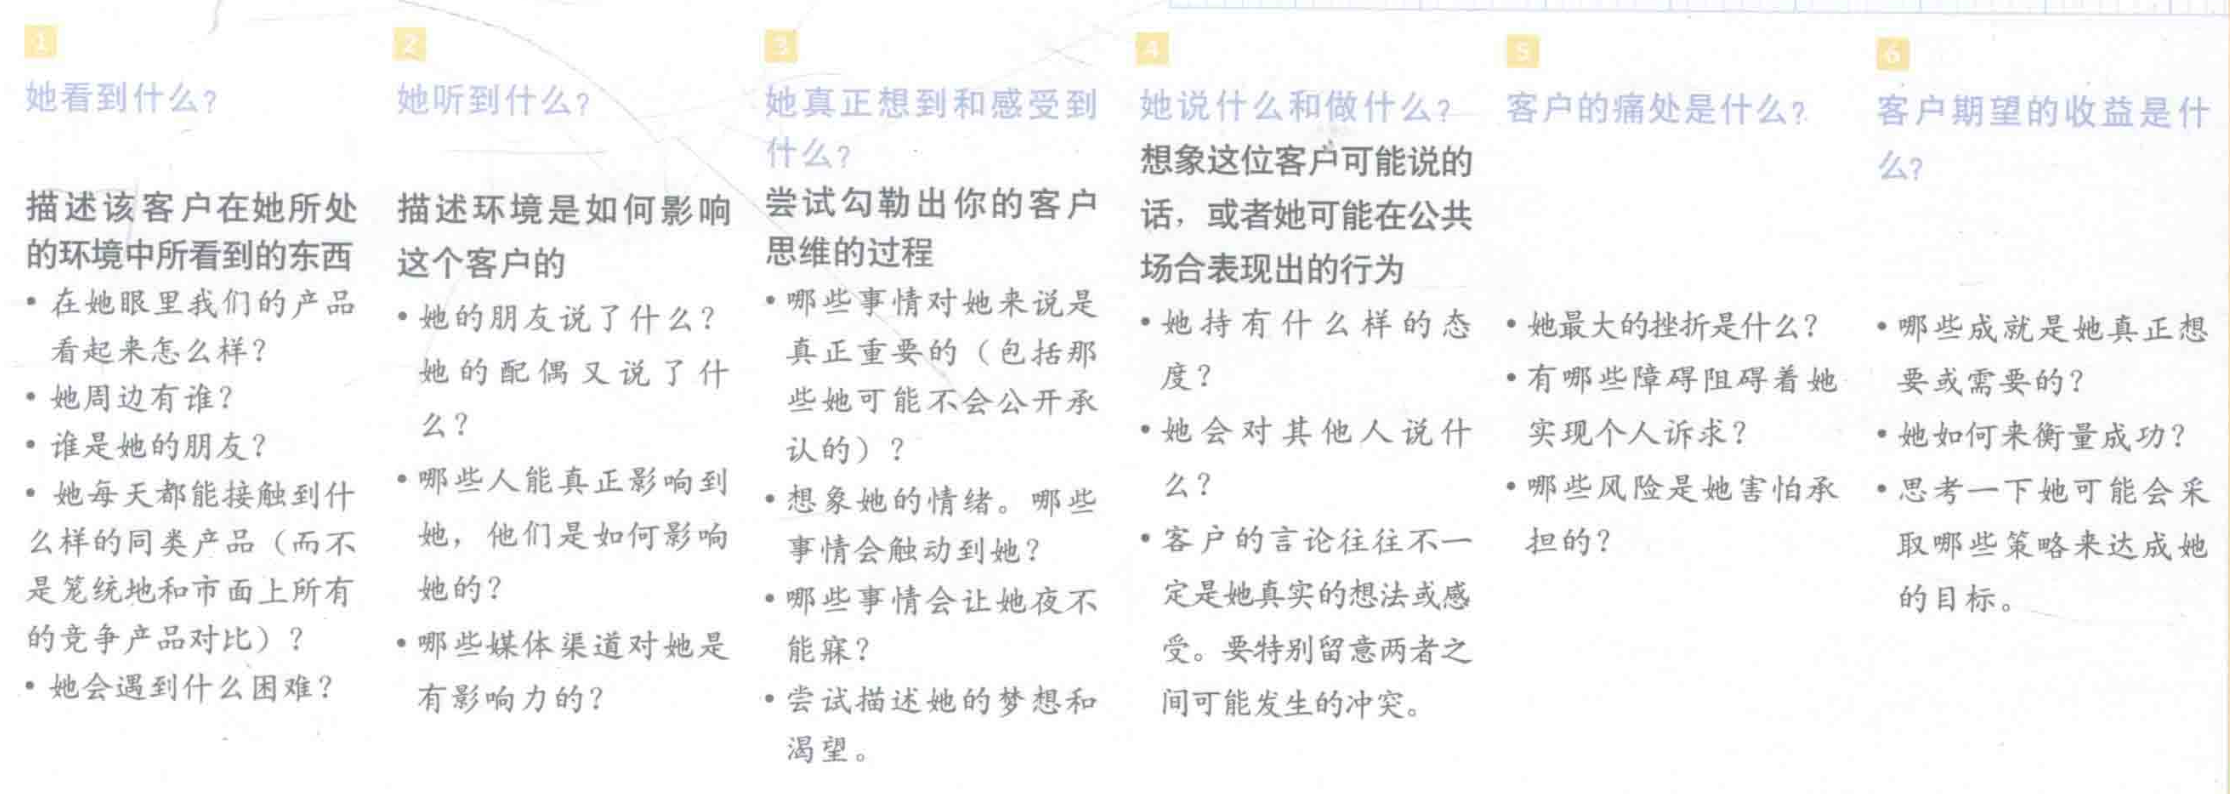 1
她看到什么?
描述该客户在她所处
的环境中所看到的东西
• 在她眼里我们的产品
看起来怎么样?
• 她周边有谁?
• 谁是她的朋友?
• 她每天都能接触到什
么样的同类产品（而不
是笼统地和市面上所有
的竞争产品对比）?
• 她会遇到什么困难?
2
她听到什么?
描述环境是如何影响
这个客户的
• 她的朋友说了什么?
她的配偶又说了什
么?
• 哪些人能真正影响到
她，他们是如何影响
她的?
• 哪些媒体渠道对她是
有影响力的?
3
她真正想到和感受到
什么?
尝试勾勒出你的客户
思维的过程
• 哪些事情对她来说是
真正重要的（包括那
些她可能不会公开承
认的）?
• 想象她的情绪。哪些
事情会触动到她?
• 哪些事情会让她夜不
能寐?
• 尝试描述她的梦想和
渴望。
4
她说什么和做什么?
想象这位客户可能说的
话，或者她可能在公共
场合表现出的行为
• 她持有什么样的态
度?
• 她会对其他人说什
么?
• 客户的言论往往不一
定是她真实的想法或感
受。要特别留意两者之
间可能发生的冲突。
5
客户的痛处是什么?
• 她最大的挫折是什么?
• 有哪些障碍阻碍着她
实现个人诉求?
• 哪些风险是她害怕承
担的?
6
客户期望的收益是什
么?
• 哪些成就是她真正想
要或需要的?
• 她如何来衡量成功?
• 思考一下她可能会采
取哪些策略来达成她
的目标。